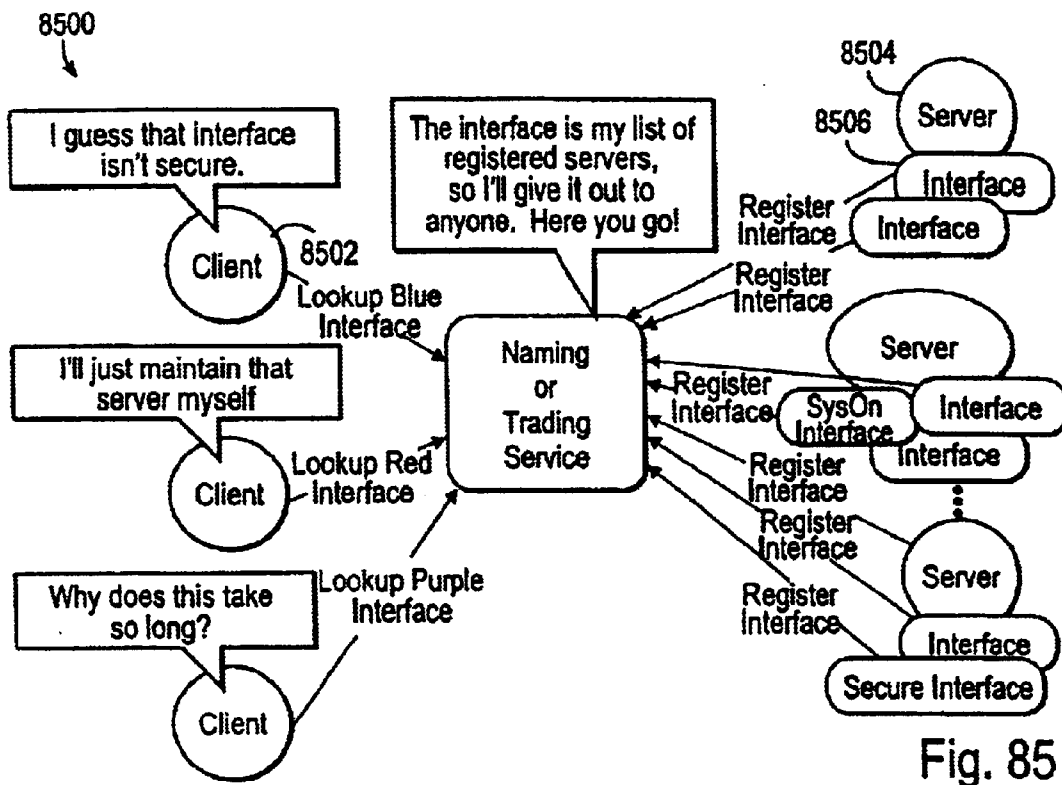 8500
I guess that interface
isn't secure.
Client
8502
Lookup Blue
Interface
I'll just maintain that
server myself
Client
Lookup Red
Interface
Why does this take
so long?
Client
Lookup Purple
Interface
The interface is my list of
registered servers,
so I'll give it out to
anyone. Here you go!
Naming
or
Trading
Service
8504
Server
8506
Interface
Interface
Register
Interface
Register
Interface
Server
Register
Interface
SysOn
Interface
Interface
Interface
Register
Interface
Register
Interface
Server
Register
Interface
Interface
Secure Interface
Fig. 85